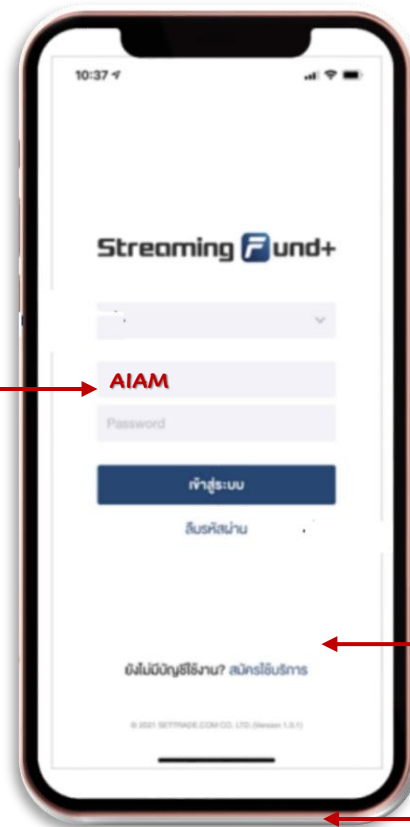 10:37
Streaming Fund+
AIAM
Password
เข้าสู่ระบบ
ลืมรหัสผ่าน
ยังไม่มีบัญชีใช้งาน? สมัครใช้บริการ
© 2021 SETTRADE.COM CO. LTD. (Version 1.3.1)